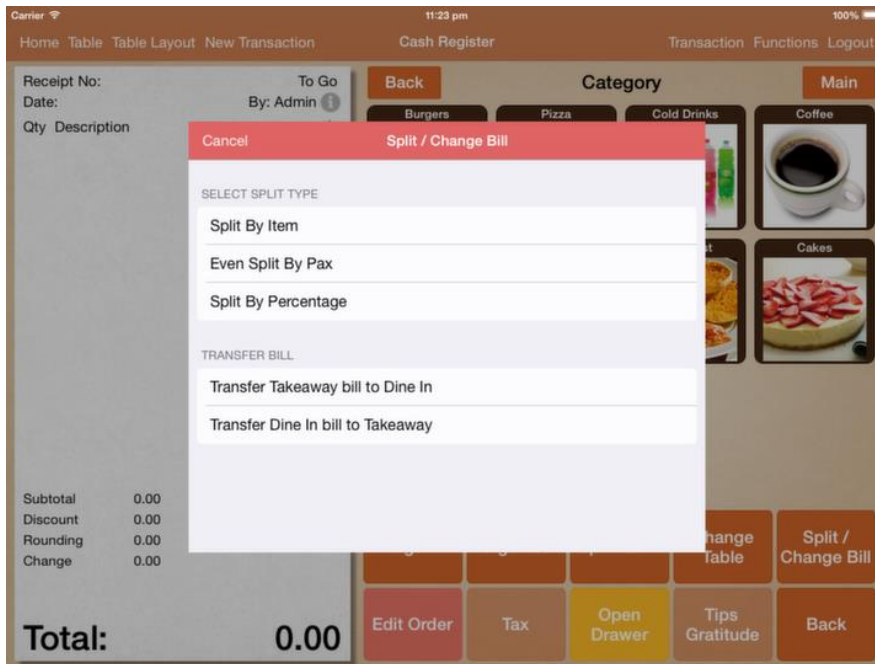 Carrier 11:23 pm 100%
Home Table Table Layout New Transaction Cash Register Transaction Functions Logout
Receipt No: To Go
Date: By: Admin
Qty Description
Back Category Main
Burgers Pizza Cold Drinks Coffee
Cakes
Cancel Split / Change Bill
SELECT SPLIT TYPE
Split By Item
Even Split By Pax
Split By Percentage
TRANSFER BILL
Transfer Takeaway bill to Dine In
Transfer Dine In bill to Takeaway
Subtotal 0.00
Discount 0.00
Rounding 0.00
Change 0.00
Total: 0.00
Table
Split /
Change Bill
Edit Order Tax
Open
Drawer
Tips
Gratitude
Back